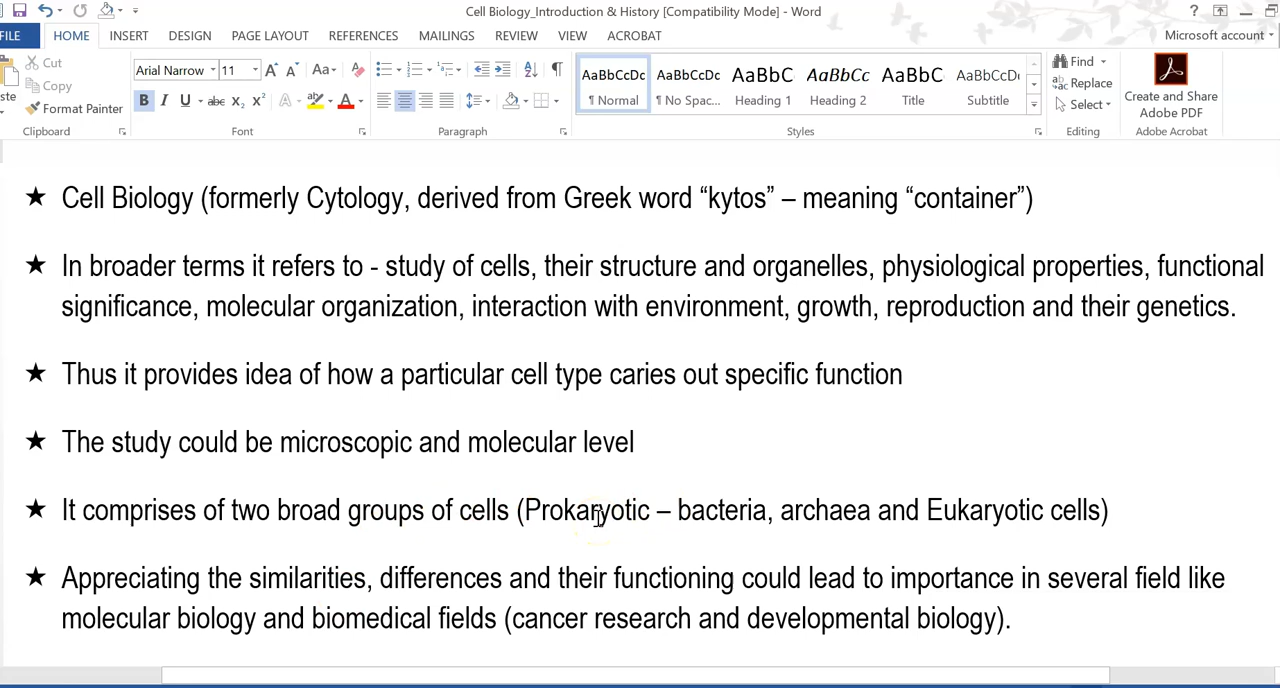 Cell Biology_Introduction & History [Compatibility Mode] - Word
?
FILE HOME INSERT DESIGN PAGE LAYOUT REFERENCES MAILINGS REVIEW VIEW ACROBAT Microsoft account
Cut
Copy
Format Painter
Clipboard
Arial Narrow 11 A A Aa
B I U abc X₂ X² A ab A
Font
Paragraph
AaBbCcDc AaBbCcDc AaBbC AaBbCc AaBbC AaBbCcDc
¶ Normal ¶ No Spac... Heading 1 Heading 2 Title Subtitle
Styles
Find
Replace
Select
Editing
Create and Share
Adobe PDF
Adobe Acrobat
★ Cell Biology (formerly Cytology, derived from Greek word “kytos” – meaning “container”)
★ In broader terms it refers to - study of cells, their structure and organelles, physiological properties, functional
significance, molecular organization, interaction with environment, growth, reproduction and their genetics.
★ Thus it provides idea of how a particular cell type caries out specific function
★ The study could be microscopic and molecular level
★ It comprises of two broad groups of cells (Prokaryotic – bacteria, archaea and Eukaryotic cells)
★ Appreciating the similarities, differences and their functioning could lead to importance in several field like
molecular biology and biomedical fields (cancer research and developmental biology).